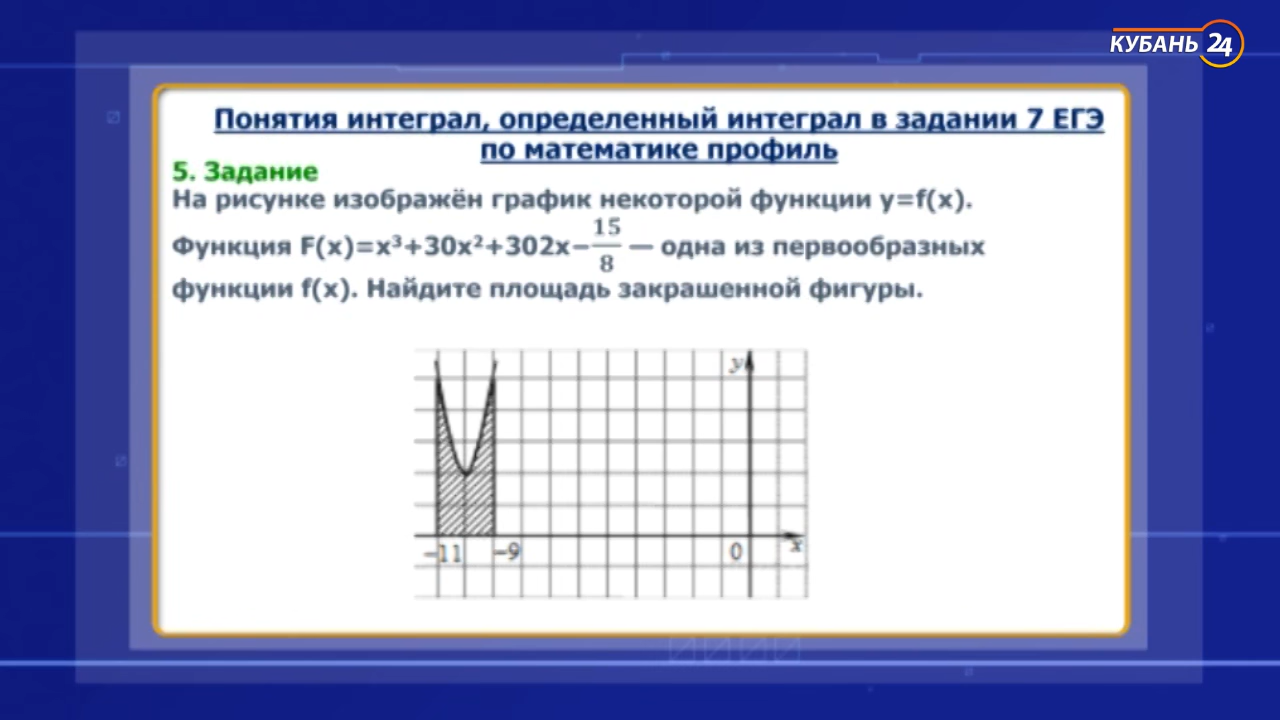 КУБАНЬ 24
Понятия интеграл, определенный интеграл в задании 7 ЕГЭ
по математике профиль
5. Задание
На рисунке изображён график некоторой функции y=f(x).
Функция F(x)=x³+30x²+302x−15/8 — одна из первообразных
функции f(x). Найдите площадь закрашенной фигуры.
y
−11 −9 0 x